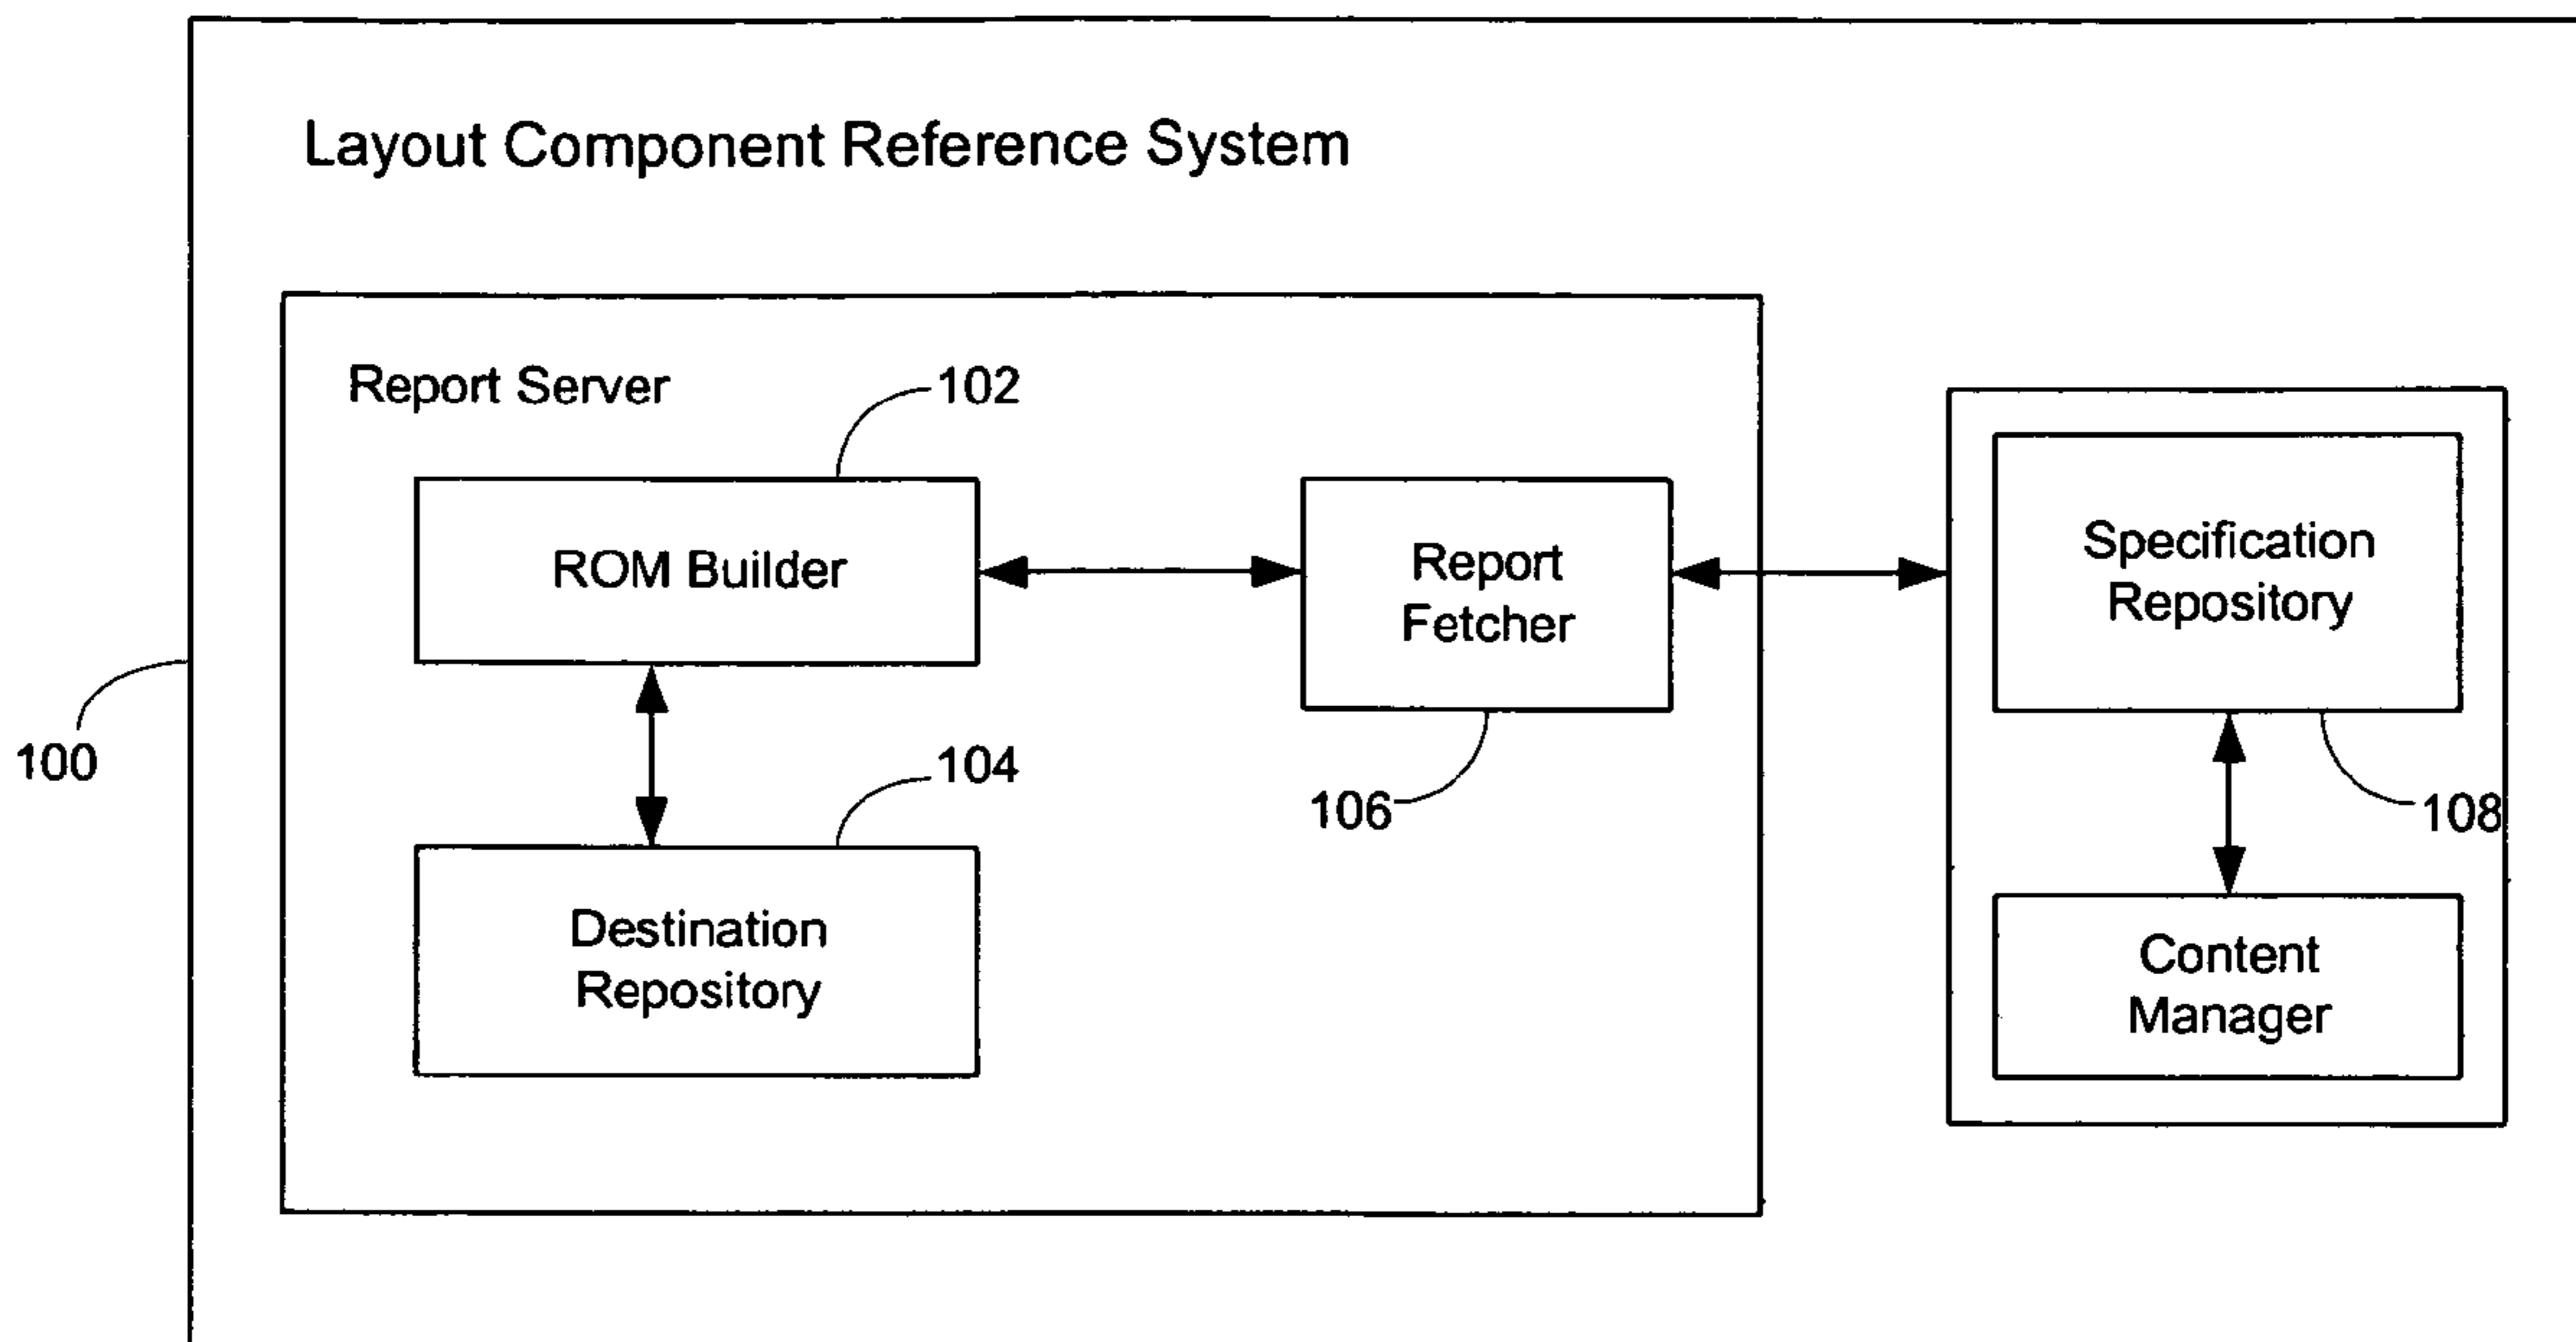 Layout Component Reference System
Report Server
102
ROM Builder
Report
Fetcher
Specification
Repository
100
104
106
108
Destination
Repository
Content
Manager